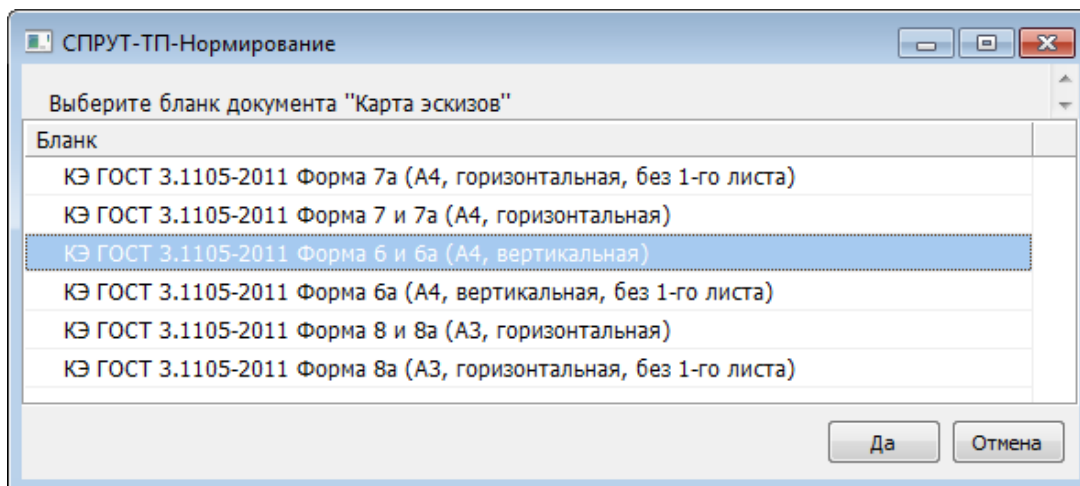 СПРУТ-ТП-Нормирование
Выберите бланк документа "Карта эскизов"
Бланк
КЭ ГОСТ 3.1105-2011 Форма 7а (А4, горизонтальная, без 1-го листа)
КЭ ГОСТ 3.1105-2011 Форма 7 и 7а (А4, горизонтальная)
КЭ ГОСТ 3.1105-2011 Форма 6 и 6а (А4, вертикальная)
КЭ ГОСТ 3.1105-2011 Форма 6а (А4, вертикальная, без 1-го листа)
КЭ ГОСТ 3.1105-2011 Форма 8 и 8а (А3, горизонтальная)
КЭ ГОСТ 3.1105-2011 Форма 8а (А3, горизонтальная, без 1-го листа)
Да Отмена